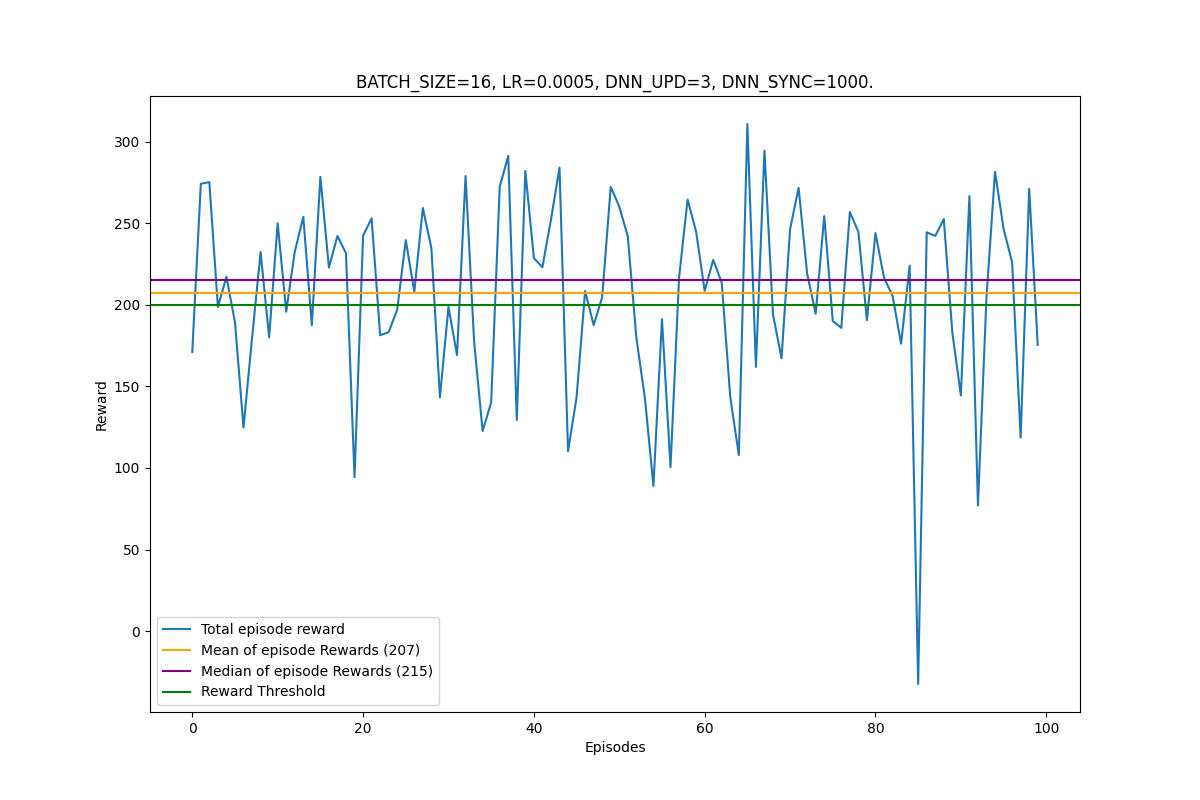 BATCH_SIZE=16, LR=0.0005, DNN_UPD=3, DNN_SYNC=1000.
300
250
200
150
100
50
0
Reward
Total episode reward
Mean of episode Rewards (207)
Median of episode Rewards (215)
Reward Threshold
0 20 40 60 80 100
Episodes